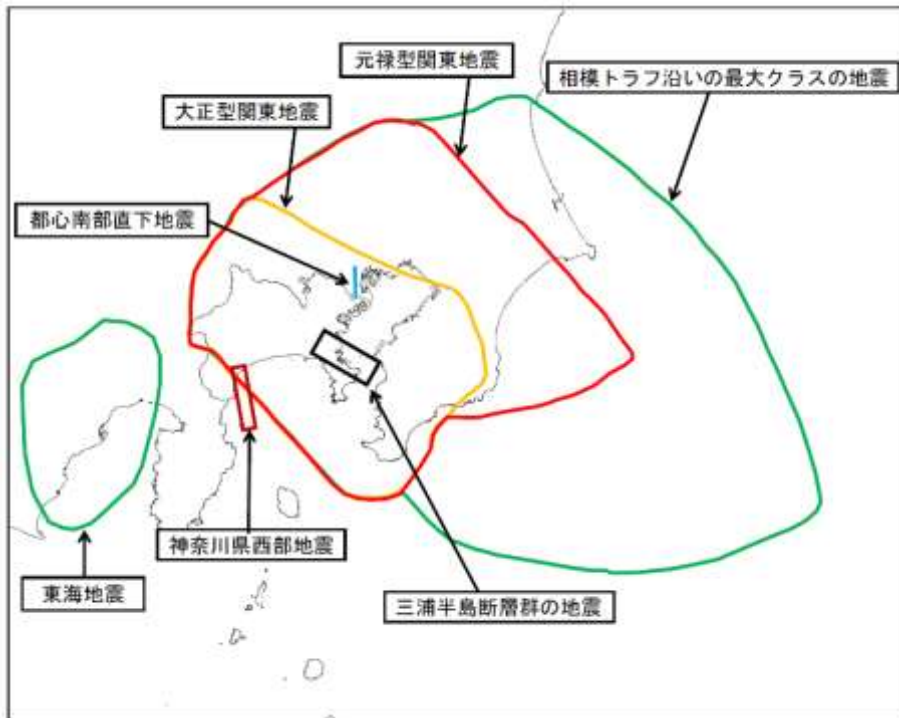 元禄型関東地震
相模トラフ沿いの最大クラスの地震
大正型関東地震
都心南部直下地震
神奈川県西部地震
東海地震
三浦半島断層群の地震